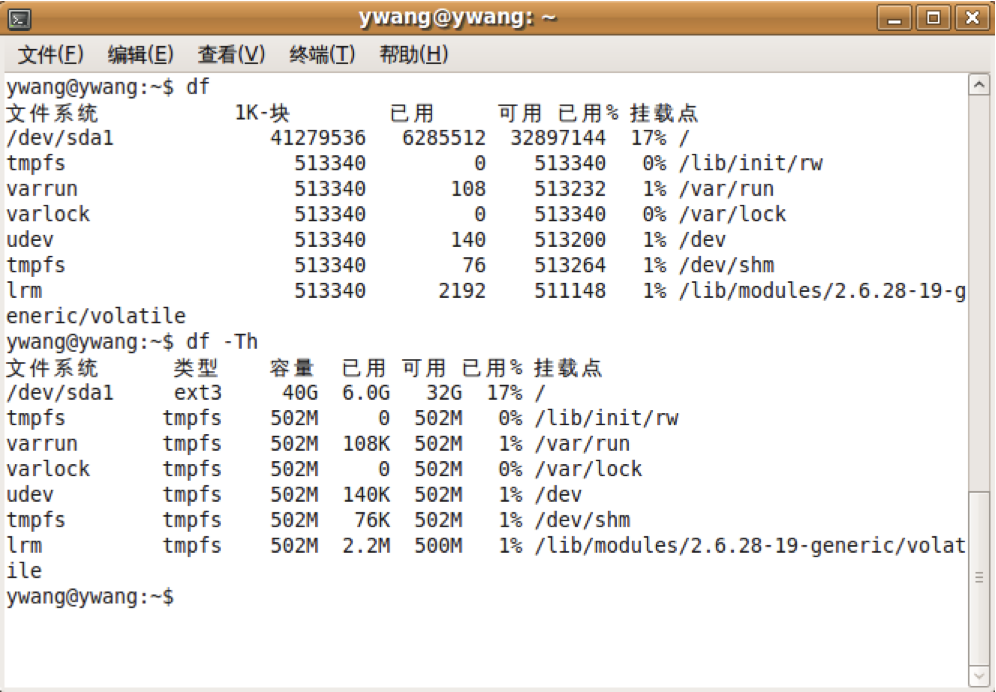 ywang@ywang: ~
文件(F) 编辑(E) 查看(V) 终端(T) 帮助(H)
ywang@ywang:~$ df
文件系统 1K-块 已用 可用 已用% 挂载点
/dev/sda1 41279536 6285512 32897144 17% /
tmpfs 513340 0 513340 0% /lib/init/rw
varrun 513340 108 513232 1% /var/run
varlock 513340 0 513340 0% /var/lock
udev 513340 140 513200 1% /dev
tmpfs 513340 76 513264 1% /dev/shm
lrm 513340 2192 511148 1% /lib/modules/2.6.28-19-g
eneric/volatile
ywang@ywang:~$ df -Th
文件系统 类型 容量 已用 可用 已用% 挂载点
/dev/sda1 ext3 40G 6.0G 32G 17% /
tmpfs tmpfs 502M 0 502M 0% /lib/init/rw
varrun tmpfs 502M 108K 502M 1% /var/run
varlock tmpfs 502M 0 502M 0% /var/lock
udev tmpfs 502M 140K 502M 1% /dev
tmpfs tmpfs 502M 76K 502M 1% /dev/shm
lrm tmpfs 502M 2.2M 500M 1% /lib/modules/2.6.28-19-generic/volat
ile
ywang@ywang:~$